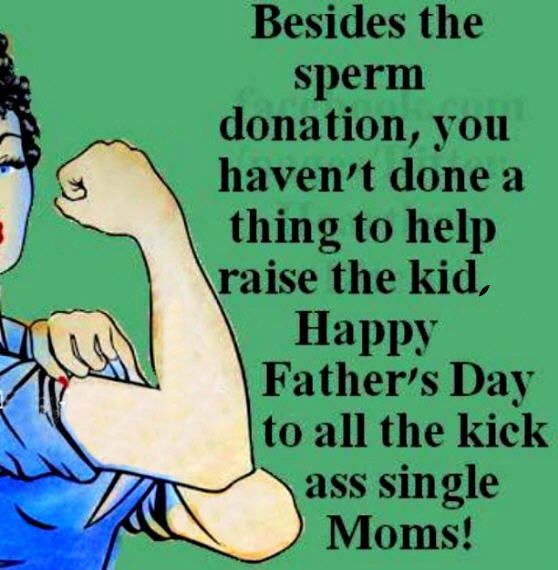 Besides the
sperm
donation, you
haven't done a
thing to help
raise the kid,
Happy
Father's Day
to all the kick
ass single
Moms!